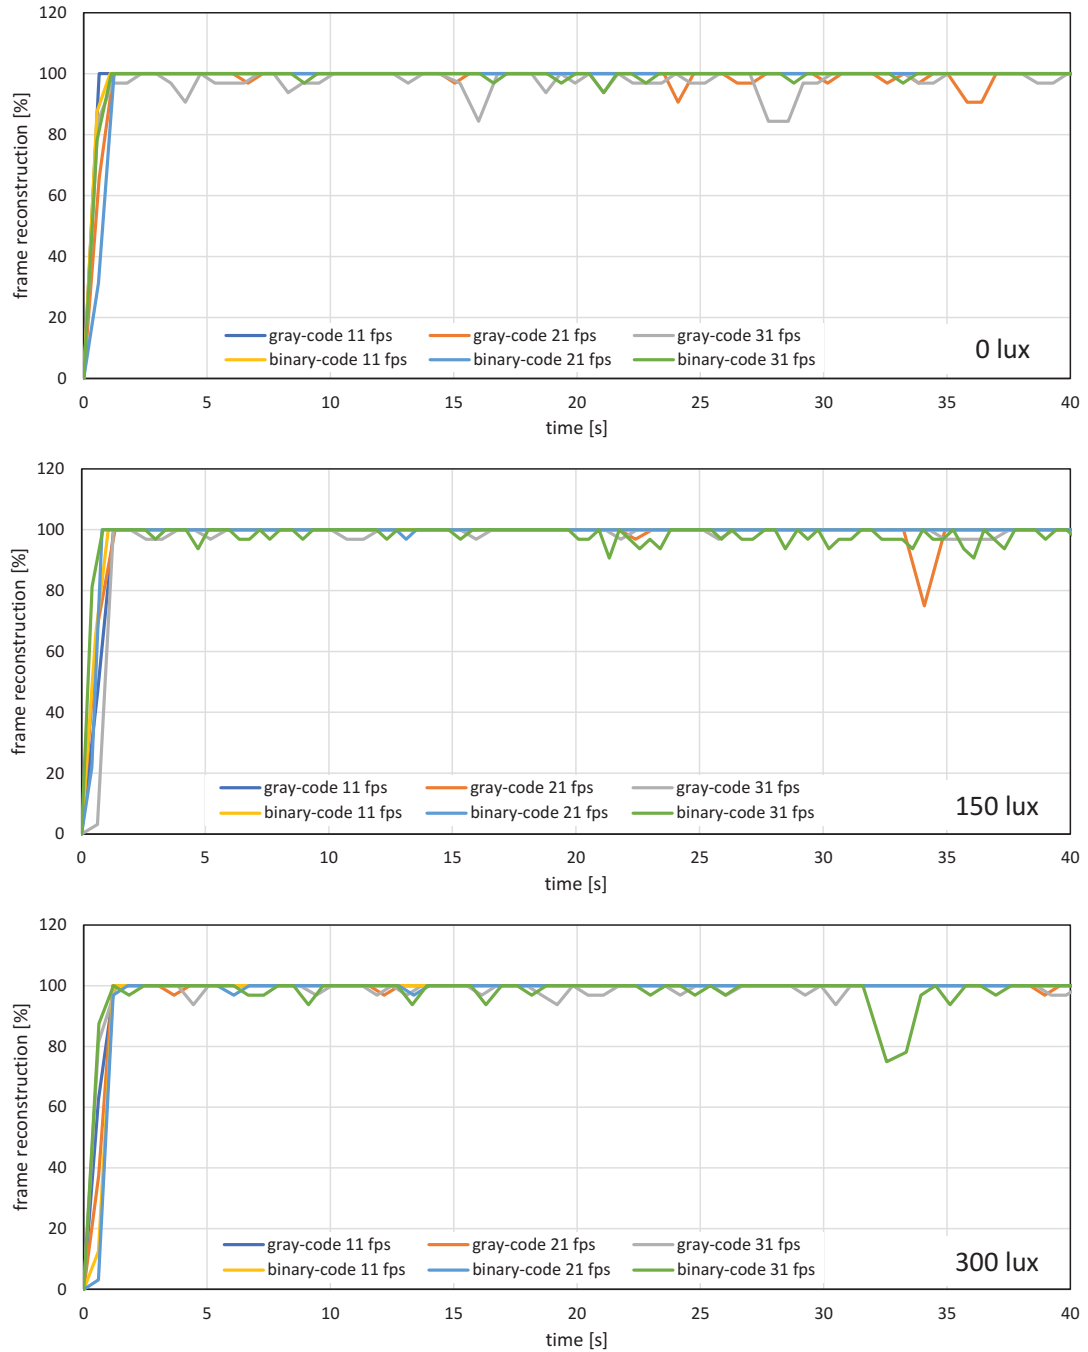 120
100
80
60
40
20
0
frame reconstruction [%]
gray-code 11 fps gray-code 21 fps gray-code 31 fps
binary-code 11 fps binary-code 21 fps binary-code 31 fps
0 lux
0 5 10 15 20 25 30 35 40
time [s]
120
100
80
60
40
20
0
frame reconstruction [%]
gray-code 11 fps gray-code 21 fps gray-code 31 fps
binary-code 11 fps binary-code 21 fps binary-code 31 fps
150 lux
0 5 10 15 20 25 30 35 40
time [s]
120
100
80
60
40
20
0
frame reconstruction [%]
gray-code 11 fps gray-code 21 fps gray-code 31 fps
binary-code 11 fps binary-code 21 fps binary-code 31 fps
300 lux
0 5 10 15 20 25 30 35 40
time [s]